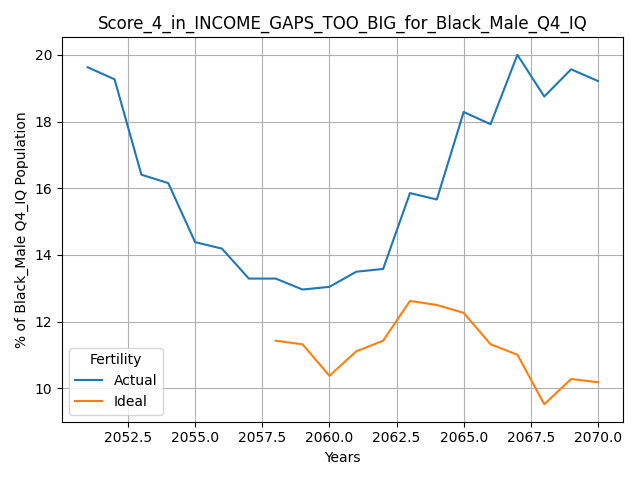 Score_4_in_INCOME_GAPS_TOO_BIG_for_Black_Male_Q4_IQ
% of Black_Male Q4_IQ Population
20
18
16
14
12
10
Fertility
Actual
Ideal
2052.5 2055.0 2057.5 2060.0 2062.5 2065.0 2067.5 2070.0
Years